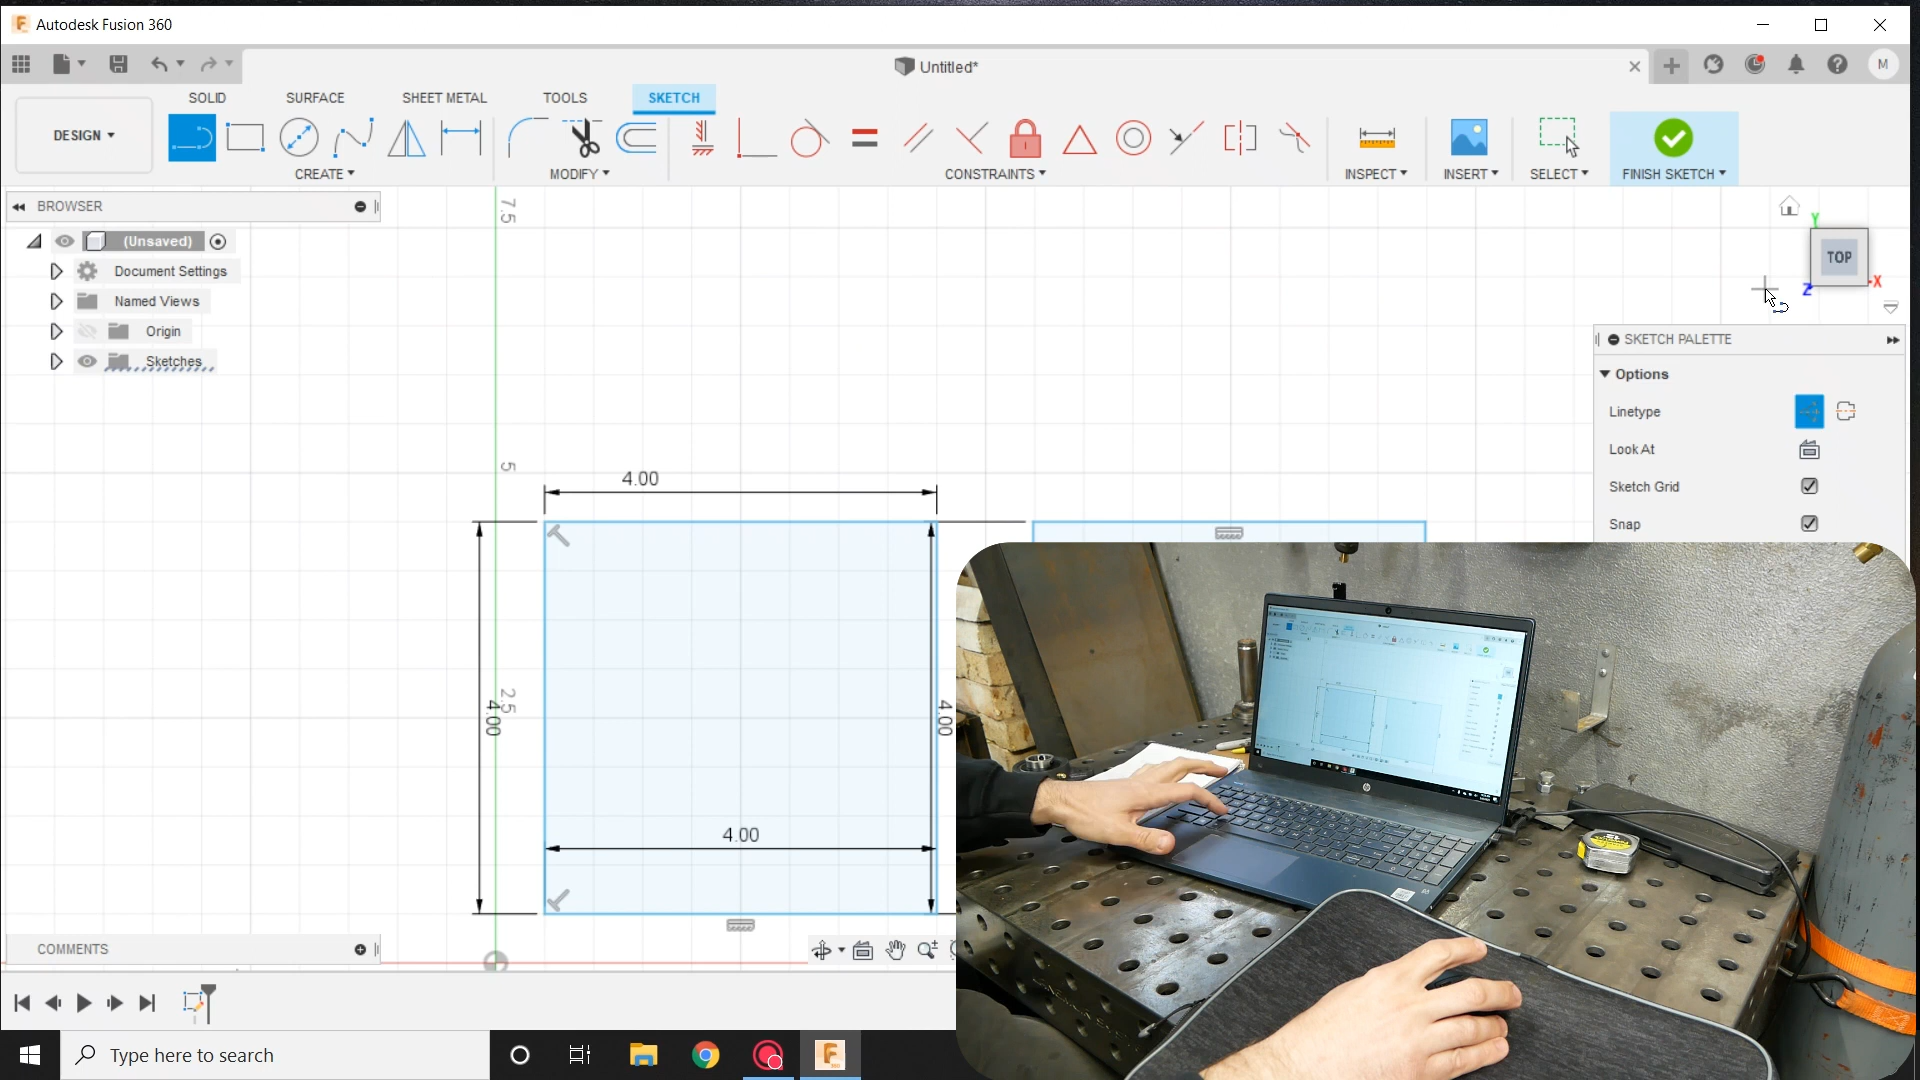 Autodesk Fusion 360
Untitled*
M
SOLID SURFACE SHEET METAL TOOLS SKETCH
DESIGN
CREATE MODIFY CONSTRAINTS INSPECT INSERT SELECT FINISH SKETCH
BROWSER
(Unsaved)
Document Settings
Named Views
Origin
Sketches
7.5
5
2.5
4.00
4.00
4.00
4.00
Y
TOP
X
Z
SKETCH PALETTE
Options
Linetype
Look At
Sketch Grid
Snap
COMMENTS
Type here to search